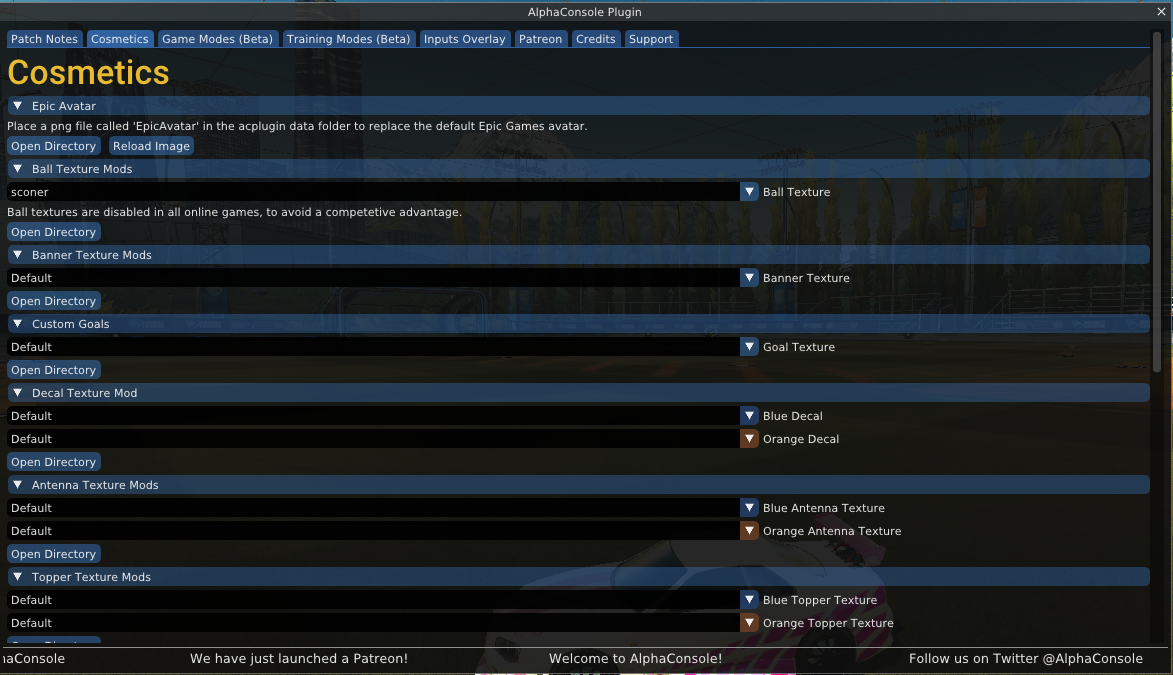 AlphaConsole Plugin
Patch Notes Cosmetics Game Modes (Beta) Training Modes (Beta) Inputs Overlay Patreon Credits Support
Cosmetics
Epic Avatar
Place a png file called 'EpicAvatar' in the acplugin data folder to replace the default Epic Games avatar.
Open Directory Reload Image
Ball Texture Mods
sconer Ball Texture
Ball textures are disabled in all online games, to avoid a competetive advantage.
Open Directory
Banner Texture Mods
Default Banner Texture
Open Directory
Custom Goals
Default Goal Texture
Open Directory
Decal Texture Mod
Default Blue Decal
Default Orange Decal
Open Directory
Antenna Texture Mods
Default Blue Antenna Texture
Default Orange Antenna Texture
Open Directory
Topper Texture Mods
Default Blue Topper Texture
Default Orange Topper Texture
haConsole We have just launched a Patreon! Welcome to AlphaConsole! Follow us on Twitter @AlphaConsole